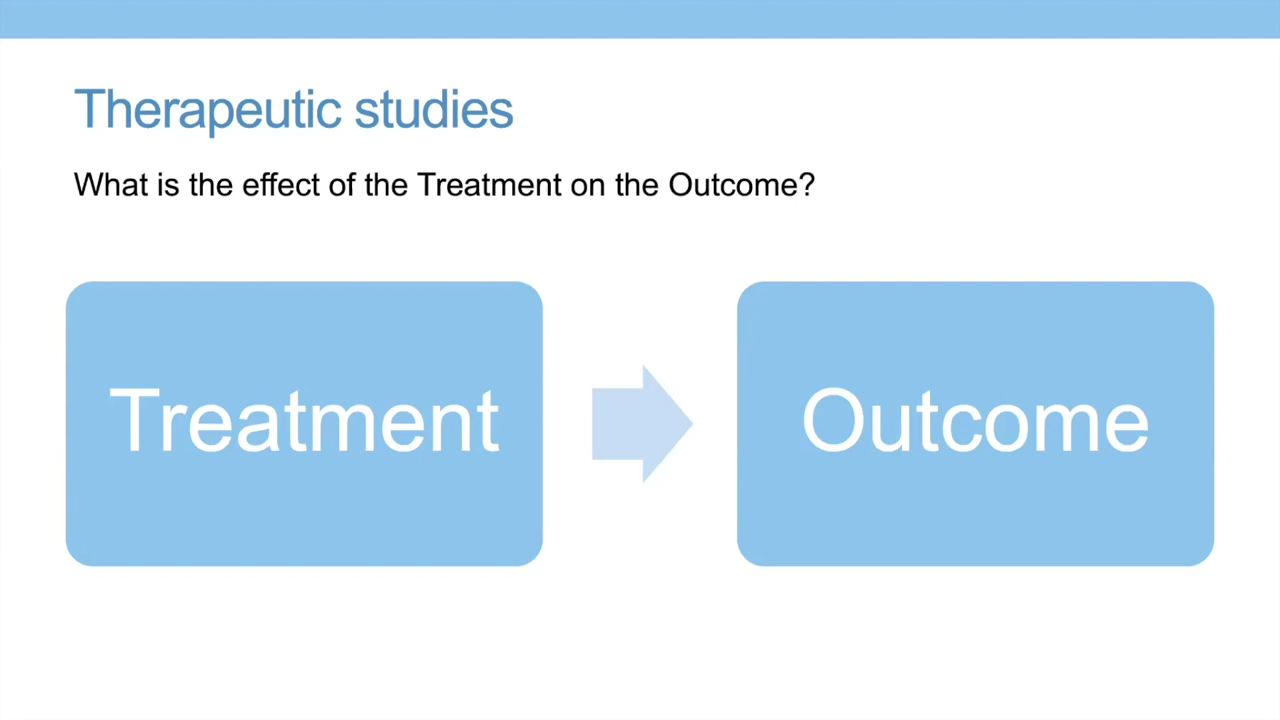 Therapeutic studies
What is the effect of the Treatment on the Outcome?
Treatment
Outcome